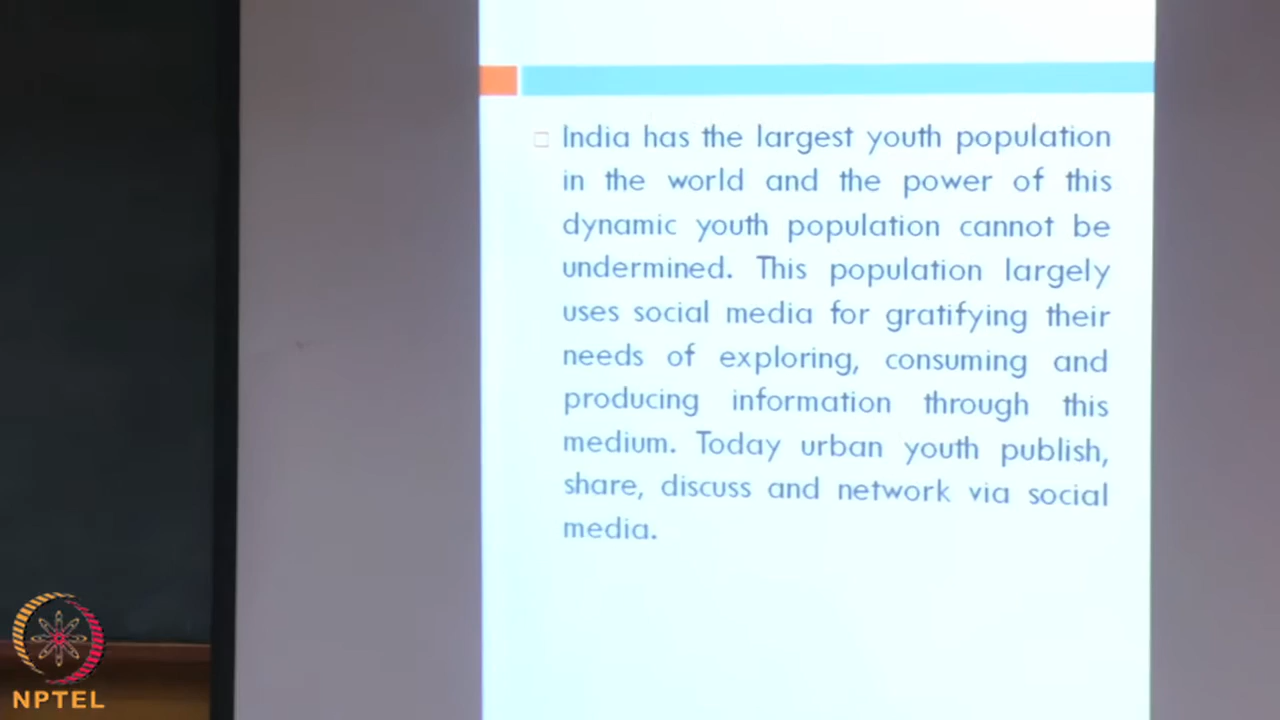 India has the largest youth population
in the world and the power of this
dynamic youth population cannot be
undermined. This population largely
uses social media for gratifying their
needs of exploring, consuming and
producing information through this
medium. Today urban youth publish,
share, discuss and network via social
media.
NPTEL